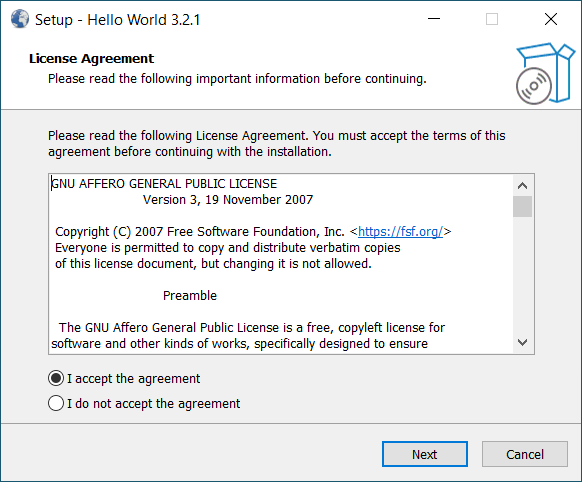 Setup - Hello World 3.2.1
License Agreement
Please read the following important information before continuing.
Please read the following License Agreement. You must accept the terms of this
agreement before continuing with the installation.
GNU AFFERO GENERAL PUBLIC LICENSE
Version 3, 19 November 2007
Copyright (C) 2007 Free Software Foundation, Inc. <https://fsf.org/>
Everyone is permitted to copy and distribute verbatim copies
of this license document, but changing it is not allowed.
Preamble
The GNU Affero General Public License is a free, copyleft license for
software and other kinds of works, specifically designed to ensure
I accept the agreement
I do not accept the agreement
Next
Cancel